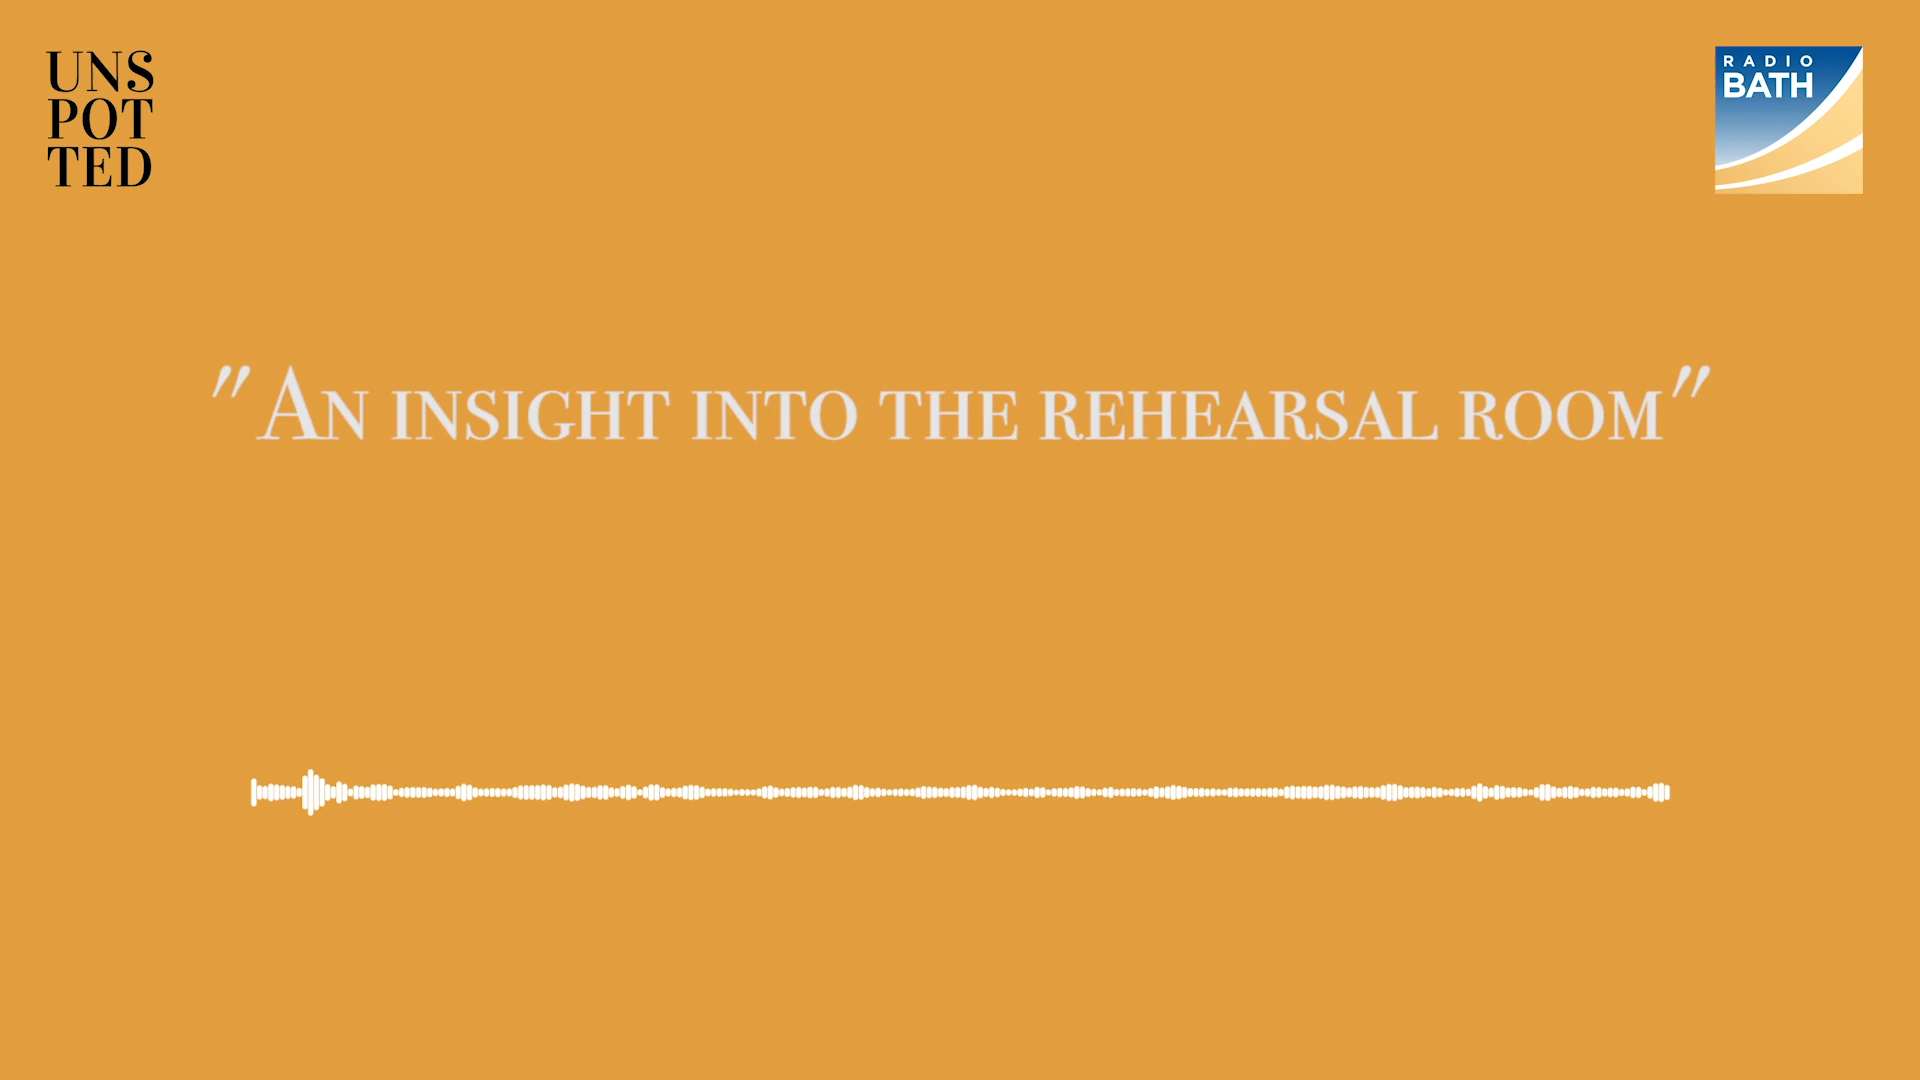 UNS
POT
TED
RADIO
BATH
"An insight into the rehearsal room"